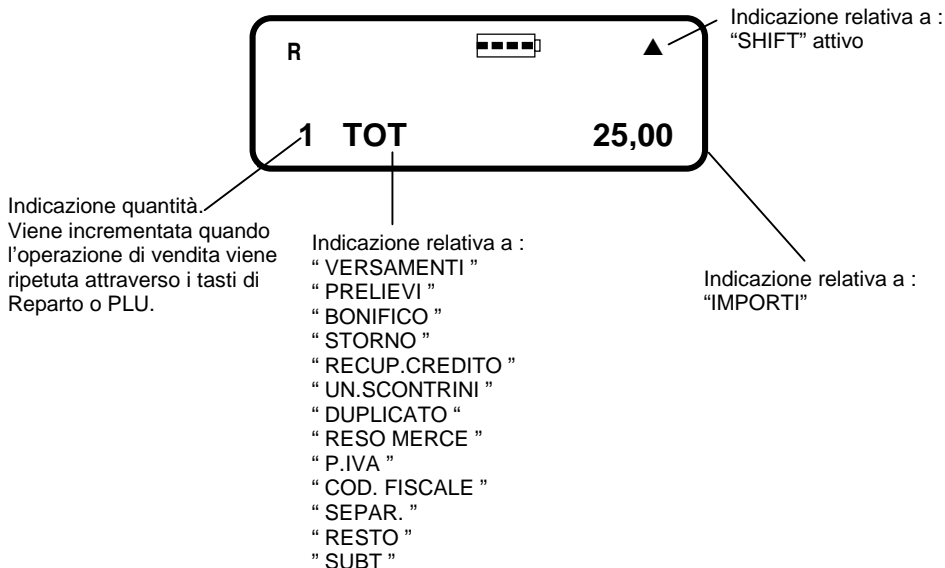 Indicazione relativa a :
“SHIFT” attivo
R
1 TOT 25,00
Indicazione quantità.
Viene incrementata quando
l’operazione di vendita viene
ripetuta attraverso i tasti di
Reparto o PLU.
Indicazione relativa a :
“ VERSAMENTI ”
“ PRELIEVI ”
“ BONIFICO ”
“ STORNO ”
“ RECUP.CREDITO ”
“ UN.SCONTRINI ”
“ DUPLICATO “
“ RESO MERCE ”
“ P.IVA ”
“ COD. FISCALE ”
“ SEPAR. ”
“ RESTO ”
” SUBT ”
Indicazione relativa a :
“IMPORTI”